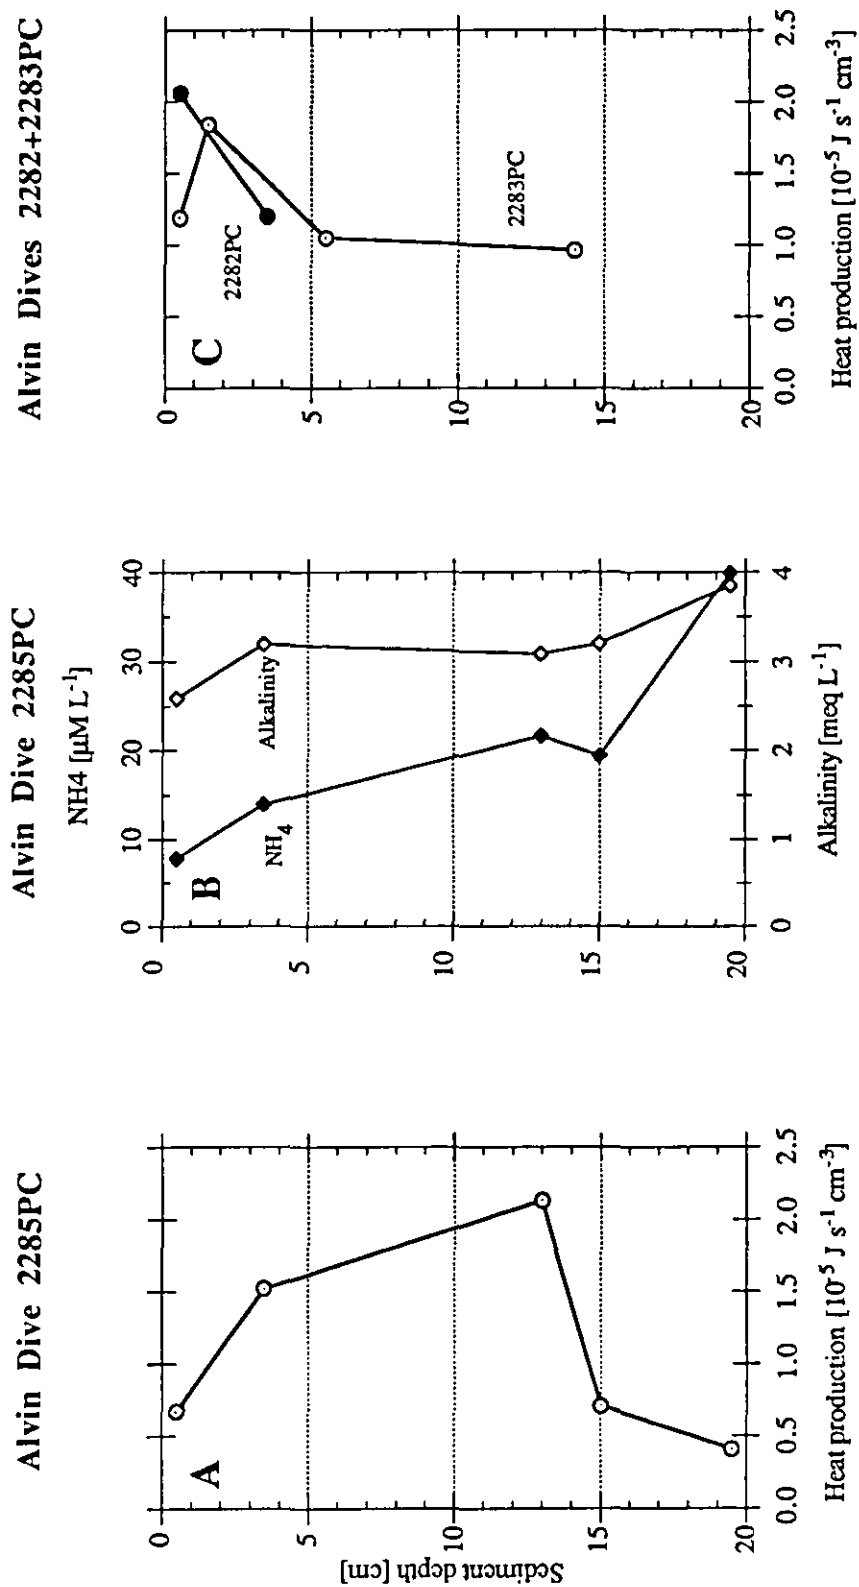 Alvin Dive 2285PC
A
0
5
10
15
20
Sediment depth [cm]
0.0 0.5 1.0 1.5 2.0 2.5
Heat production [10-5 J s-1 cm-3]
Alvin Dive 2285PC
NH4 [µM L-1]
0 10 20 30 40
B
NH4
Alkalinity
0
5
10
15
20
0 1 2 3 4
Alkalinity [meq L-1]
Alvin Dives 2282+2283PC
C
2282PC
2283PC
0
5
10
15
20
0.0 0.5 1.0 1.5 2.0 2.5
Heat production [10-5 J s-1 cm-3]